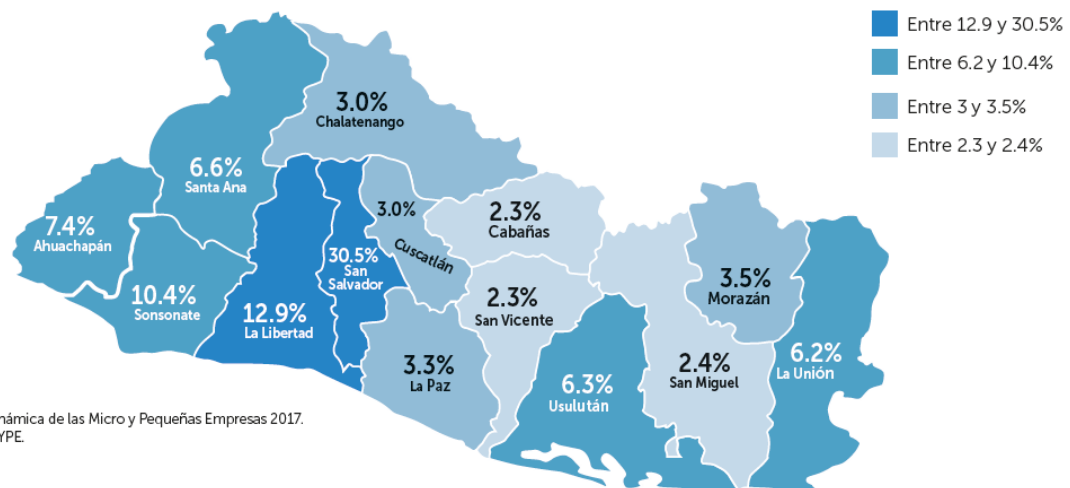 Entre 12.9 y 30.5%
Entre 6.2 y 10.4%
Entre 3 y 3.5%
Entre 2.3 y 2.4%
3.0%
Chalatenango
6.6%
Santa Ana
7.4%
Ahuachapán
10.4%
Sonsonate
12.9%
La Libertad
30.5%
San
Salvador
3.0%
Cuscatlán
2.3%
Cabañas
2.3%
San Vicente
3.3%
La Paz
6.3%
Usulután
2.4%
San Miguel
3.5%
Morazán
6.2%
La Unión
námica de las Micro y Pequeñas Empresas 2017.
YPE.